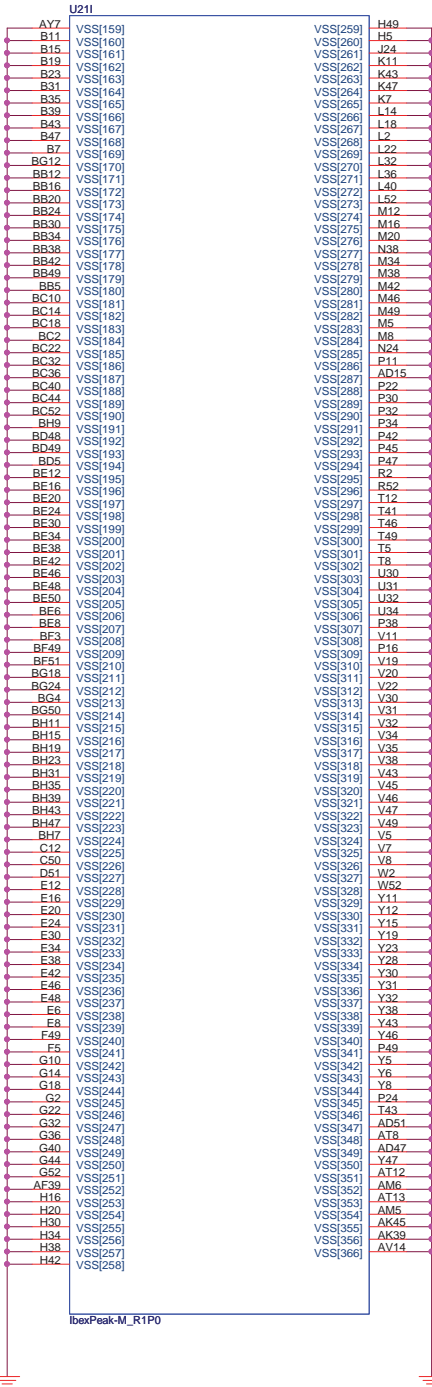 U21I
AY7 VSS[159] VSS[259] H49
B11 VSS[160] VSS[260] H5
B15 VSS[161] VSS[261] J24
B19 VSS[162] VSS[262] K11
B23 VSS[163] VSS[263] K43
B31 VSS[164] VSS[264] K47
B35 VSS[165] VSS[265] K7
B39 VSS[166] VSS[266] L14
B43 VSS[167] VSS[267] L18
B47 VSS[168] VSS[268] L2
B7 VSS[169] VSS[269] L22
BG12 VSS[170] VSS[270] L32
BB12 VSS[171] VSS[271] L36
BB16 VSS[172] VSS[272] L40
BB20 VSS[173] VSS[273] L52
BB24 VSS[174] VSS[274] M12
BB30 VSS[175] VSS[275] M16
BB34 VSS[176] VSS[276] M20
BB38 VSS[177] VSS[277] N38
BB42 VSS[178] VSS[278] M34
BB49 VSS[179] VSS[279] M38
BB5 VSS[180] VSS[280] M42
BC10 VSS[181] VSS[281] M46
BC14 VSS[182] VSS[282] M49
BC18 VSS[183] VSS[283] M5
BC2 VSS[184] VSS[284] M8
BC22 VSS[185] VSS[285] N24
BC32 VSS[186] VSS[286] P11
BC36 VSS[187] VSS[287] AD15
BC40 VSS[188] VSS[288] P22
BC44 VSS[189] VSS[289] P30
BC52 VSS[190] VSS[290] P32
BH9 VSS[191] VSS[291] P34
BD48 VSS[192] VSS[292] P42
BD49 VSS[193] VSS[293] P45
BD5 VSS[194] VSS[294] P47
BE12 VSS[195] VSS[295] R2
BE16 VSS[196] VSS[296] R52
BE20 VSS[197] VSS[297] T12
BE24 VSS[198] VSS[298] T41
BE30 VSS[199] VSS[299] T46
BE34 VSS[200] VSS[300] T49
BE38 VSS[201] VSS[301] T5
BE42 VSS[202] VSS[302] T8
BE46 VSS[203] VSS[303] U30
BE48 VSS[204] VSS[304] U31
BE50 VSS[205] VSS[305] U32
BE6 VSS[206] VSS[306] U34
BE8 VSS[207] VSS[307] P38
BF3 VSS[208] VSS[308] V11
BF49 VSS[209] VSS[309] P16
BF51 VSS[210] VSS[310] V19
BG18 VSS[211] VSS[311] V20
BG24 VSS[212] VSS[312] V22
BG4 VSS[213] VSS[313] V30
BG50 VSS[214] VSS[314] V31
BH11 VSS[215] VSS[315] V32
BH15 VSS[216] VSS[316] V34
BH19 VSS[217] VSS[317] V35
BH23 VSS[218] VSS[318] V38
BH31 VSS[219] VSS[319] V43
BH35 VSS[220] VSS[320] V45
BH39 VSS[221] VSS[321] V46
BH43 VSS[222] VSS[322] V47
BH47 VSS[223] VSS[323] V49
BH7 VSS[224] VSS[324] V5
C12 VSS[225] VSS[325] V7
C50 VSS[226] VSS[326] V8
D51 VSS[227] VSS[327] W2
E12 VSS[228] VSS[328] W52
E16 VSS[229] VSS[329] Y11
E20 VSS[230] VSS[330] Y12
E24 VSS[231] VSS[331] Y15
E30 VSS[232] VSS[332] Y19
E34 VSS[233] VSS[333] Y23
E38 VSS[234] VSS[334] Y28
E42 VSS[235] VSS[335] Y30
E46 VSS[236] VSS[336] Y31
E48 VSS[237] VSS[337] Y32
E6 VSS[238] VSS[338] Y38
E8 VSS[239] VSS[339] Y43
F49 VSS[240] VSS[340] Y46
F5 VSS[241] VSS[341] P49
G10 VSS[242] VSS[342] Y5
G14 VSS[243] VSS[343] Y6
G18 VSS[244] VSS[344] Y8
G2 VSS[245] VSS[345] P24
G22 VSS[246] VSS[346] T43
G32 VSS[247] VSS[347] AD51
G36 VSS[248] VSS[348] AT8
G40 VSS[249] VSS[349] AD47
G44 VSS[250] VSS[350] Y47
G52 VSS[251] VSS[351] AT12
AF39 VSS[252] VSS[352] AM6
H16 VSS[253] VSS[353] AT13
H20 VSS[254] VSS[354] AM5
H30 VSS[255] VSS[355] AK45
H34 VSS[256] VSS[356] AK39
H38 VSS[257] VSS[366] AV14
H42 VSS[258]
IbexPeak-M_R1P0